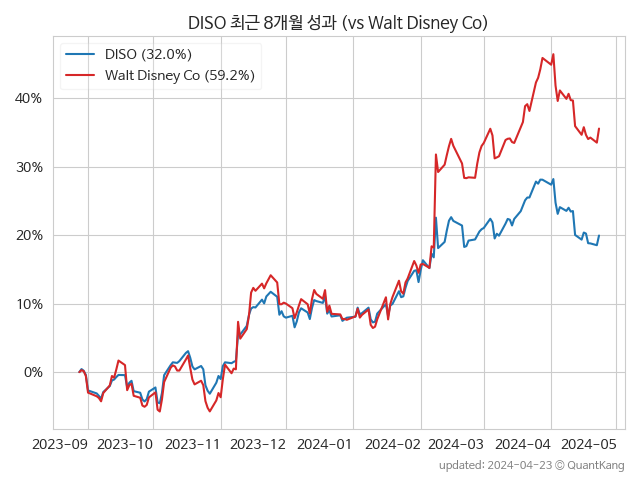 DISO 최근 8개월 성과 (vs Walt Disney Co)
DISO (32.0%)
Walt Disney Co (59.2%)
40%
30%
20%
10%
0%
2023-09 2023-10 2023-11 2023-12 2024-01 2024-02 2024-03 2024-04 2024-05
updated: 2024-04-23 © QuantKang